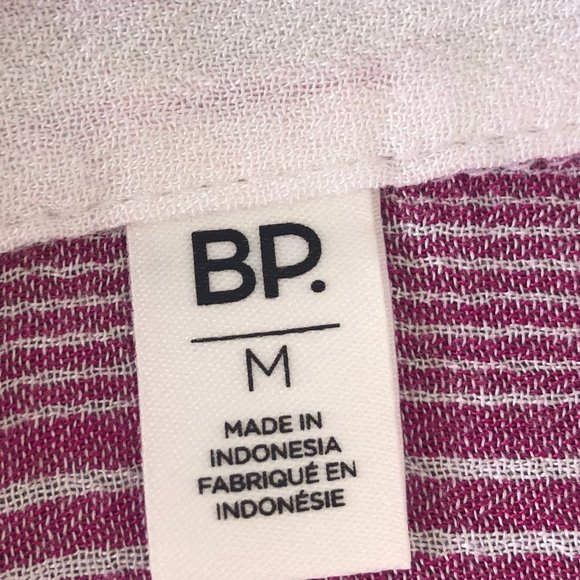 BP.
M
MADE IN
INDONESIA
FABRIQUÉ EN
INDONÉSIE